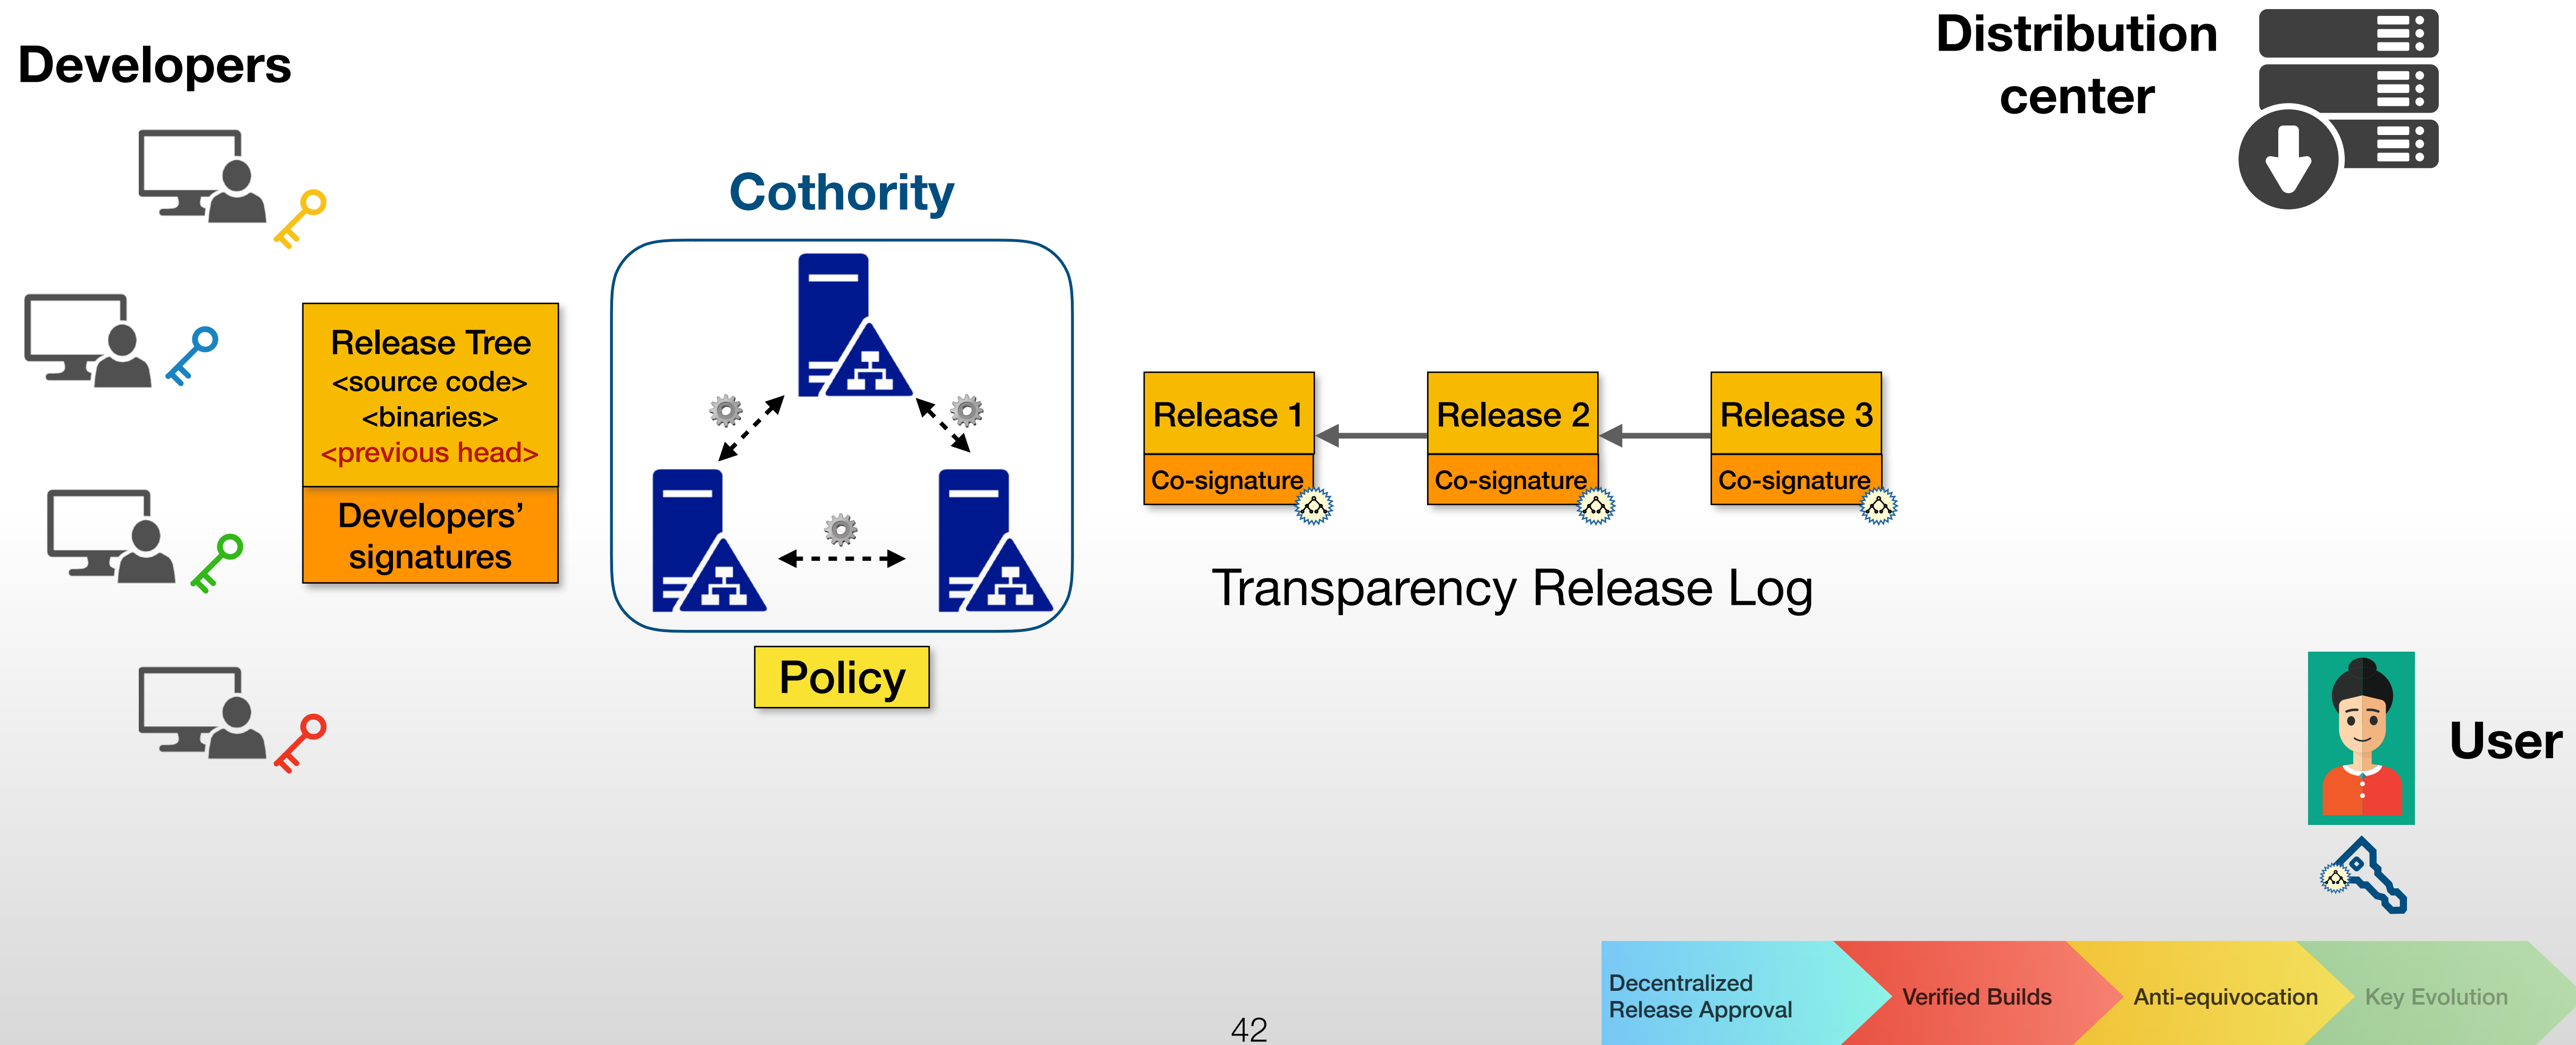 Developers
Distribution
center
Cothority
Release Tree
<source code>
<binaries>
<previous head>
Developers’
signatures
Policy
Release 1
Co-signature
Release 2
Co-signature
Release 3
Co-signature
Transparency Release Log
User
Decentralized
Release Approval
Verified Builds
Anti-equivocation
Key Evolution
42